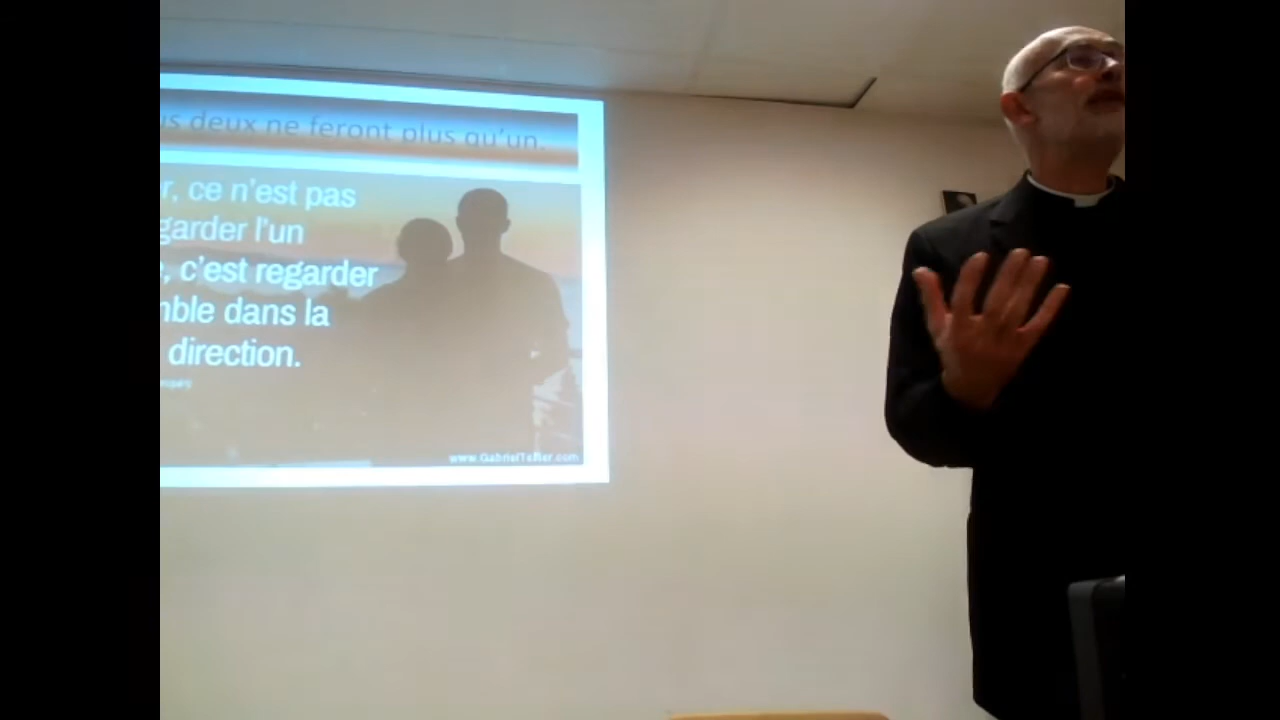 us deux ne feront plus qu'un.
r, ce n'est pas
garder l'un
e, c'est regarder
mble dans la
direction.
www.GabrielTeller.com